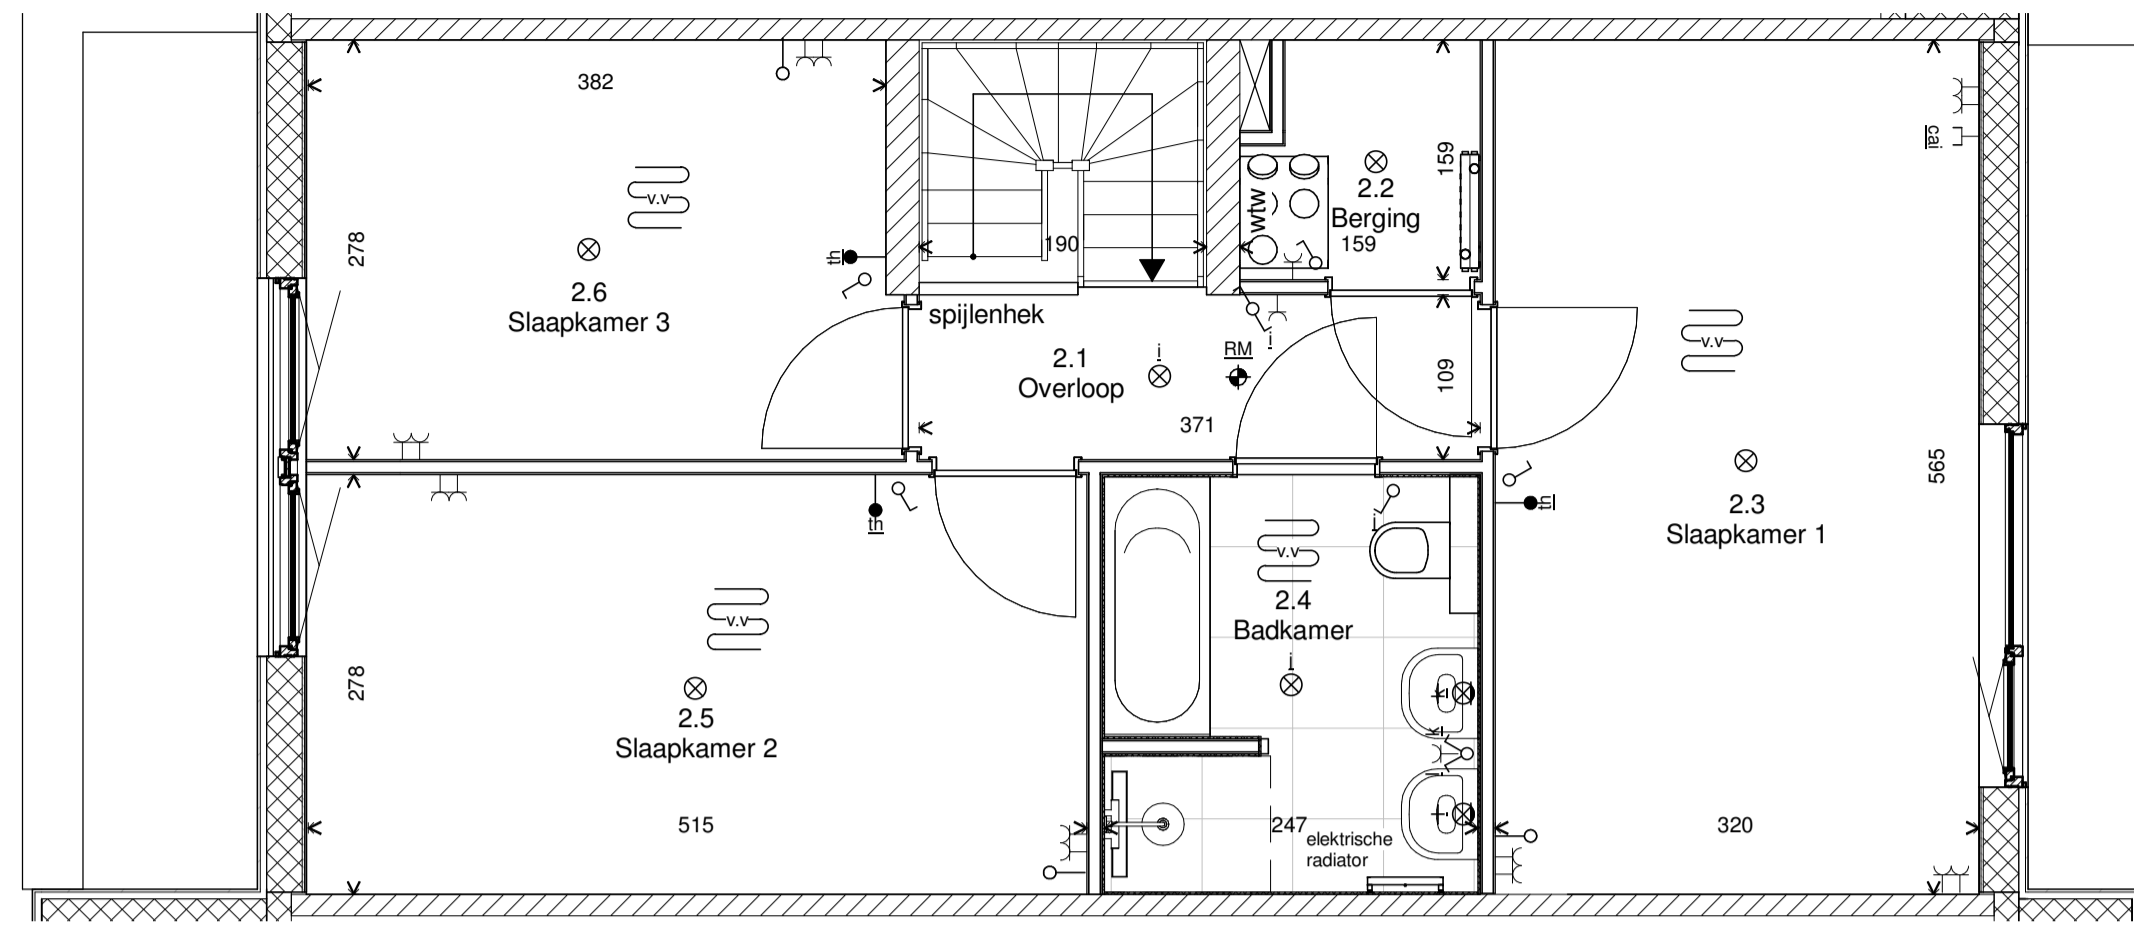 382
v.v
278
2.6
Slaapkamer 3
th
190
spijlenhek
wtw
2.2
Berging
159
159
cai
2.1
Overloop
i
RM
i
109
371
v.v
565
2.3
Slaapkamer 1
th
th
v.v
278
2.5
Slaapkamer 2
515
i
v.v
2.4
Badkamer
i
k
k
247
elektrische
radiator
320